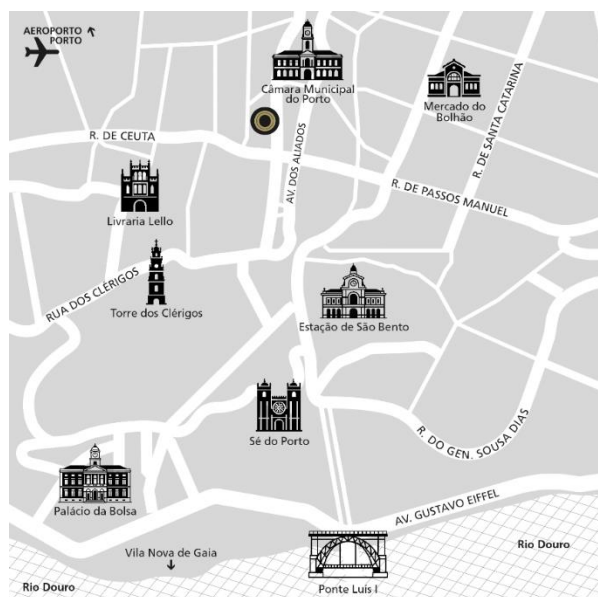 AEROPORTO
PORTO
Câmara Municipal
do Porto
Mercado do
Bolhão
R. DE SANTA CATARINA
R. DE CEUTA
AV. DOS ALIADOS
R. DE PASSOS MANUEL
Livraria Lello
RUA DOS CLÉRIGOS
Torre dos Clérigos
Estação de São Bento
Sé do Porto
R. DO GEN. SOUSA DIAS
Palácio da Bolsa
AV. GUSTAVO EIFFEL
Vila Nova de Gaia
Rio Douro
Rio Douro
Ponte Luís I